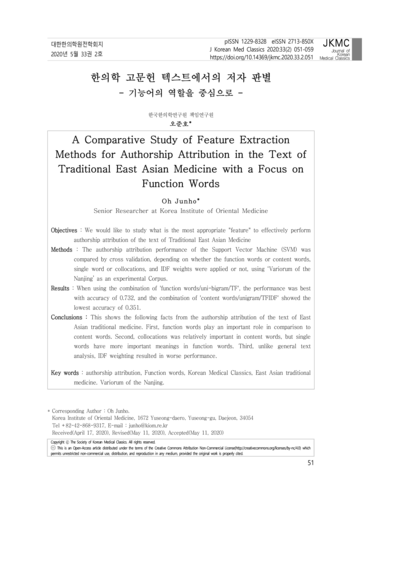 대한한의학원전학회지
2020년 5월 33권 2호
pISSN 1229-8328 eISSN 2713-850X
J Korean Med Classics 2020:33(2) 051-059
https://doi.org/10.14369/jkmc.2020.33.2.051
JKMC
Journal of
Korean
Medical Classics
한의학 고문헌 텍스트에서의 저자 판별
- 기능어의 역할을 중심으로 -
한국한의학연구원 책임연구원
오준호*
A Comparative Study of Feature Extraction
Methods for Authorship Attribution in the Text of
Traditional East Asian Medicine with a Focus on
Function Words
Oh Junho*
Senior Researcher at Korea Institute of Oriental Medicine
Objectives : We would like to study what is the most appropriate "feature" to effectively perform
authorship attribution of the text of Traditional East Asian Medicine
Methods : The authorship attribution performance of the Support Vector Machine (SVM) was
compared by cross validation, depending on whether the function words or content words,
single word or collocations, and IDF weights were applied or not, using 'Variorum of the
Nanjing' as an experimental Corpus.
Results : When using the combination of 'function words/uni-bigram/TF', the performance was best
with accuracy of 0.732, and the combination of 'content words/unigram/TFIDF' showed the
lowest accuracy of 0.351.
Conclusions : This shows the following facts from the authorship attribution of the text of East
Asian traditional medicine. First, function words play an important role in comparison to
content words. Second, collocations was relatively important in content words, but single
words have more important meanings in function words. Third, unlike general text
analysis, IDF weighting resulted in worse performance.
Key words : authorship attribution, Function words, Korean Medical Classics, East Asian traditional
medicine, Variorum of the Nanjing.
* Corresponding Author : Oh Junho.
Korea Institute of Oriental Medicine, 1672 Yuseong-daero, Yuseong-gu, Daejeon, 34054
Tel : +82-42-868-9317, E-mail : junho@kiom.re.kr
Received(April 17, 2020), Revised(May 11, 2020), Accepted(May 11, 2020)
Copyright ⓒ The Society of Korean Medical Classics. All rights reserved.
This is an Open-Access article distributed under the terms of the Creative Commons Attribution Non-Commercial License(http://creativecommons.org/licenses/by-nc/4.0) which
permits unrestricted non-commercial use, distribution, and reproduction in any medium, provided the original work is properly cited.
51